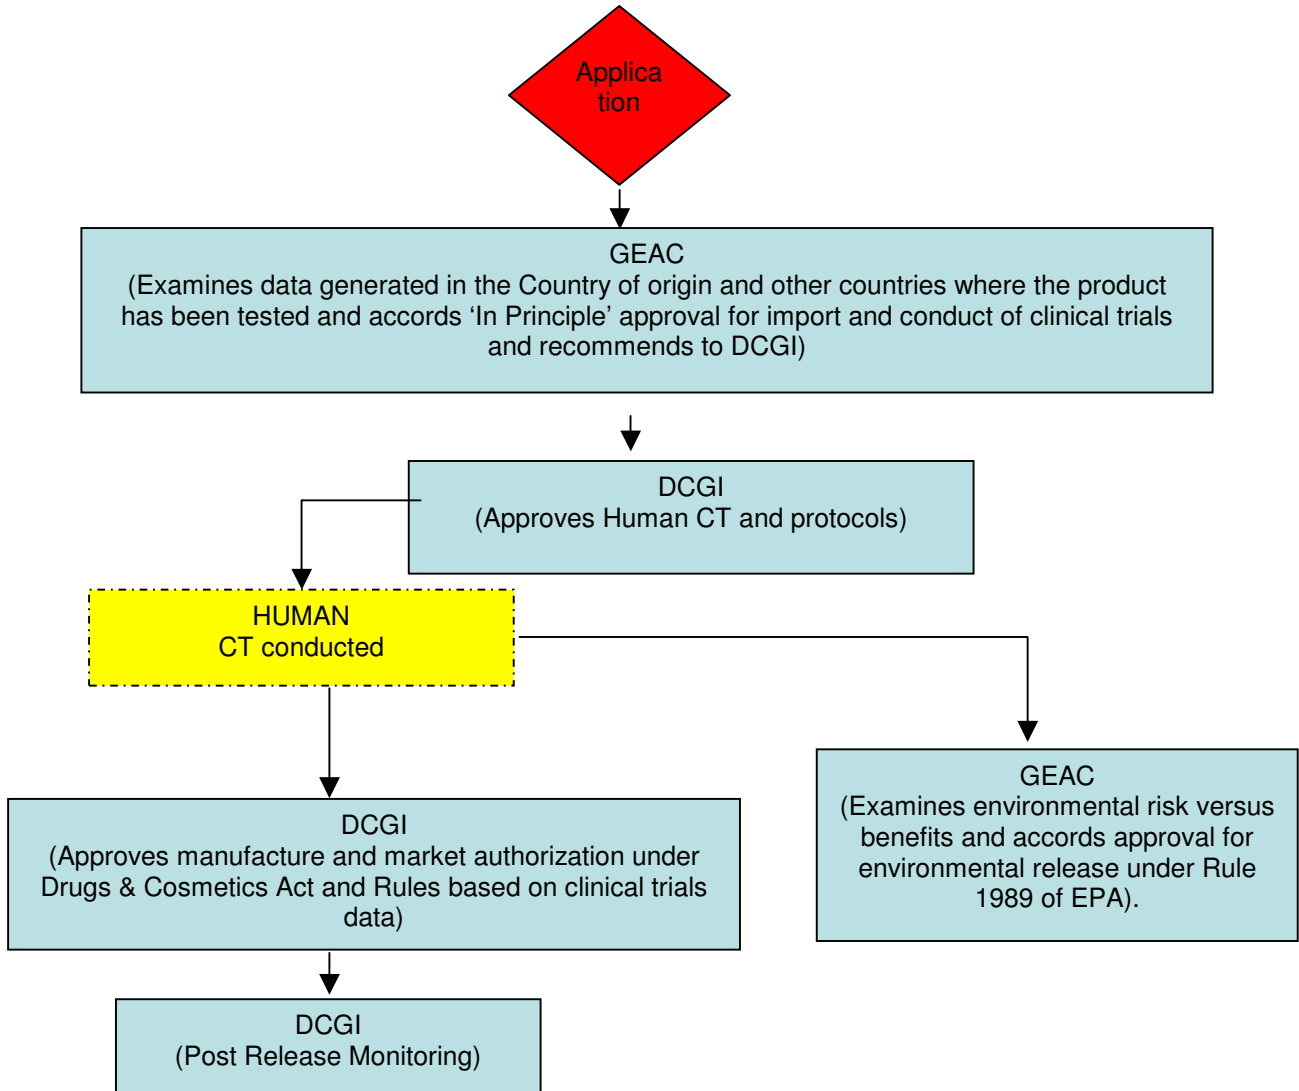 Applica
tion
GEAC
(Examines data generated in the Country of origin and other countries where the product
has been tested and accords ‘In Principle’ approval for import and conduct of clinical trials
and recommends to DCGI)
DCGI
(Approves Human CT and protocols)
HUMAN
CT conducted
DCGI
(Approves manufacture and market authorization under
Drugs & Cosmetics Act and Rules based on clinical trials
data)
GEAC
(Examines environmental risk versus
benefits and accords approval for
environmental release under Rule
1989 of EPA).
DCGI
(Post Release Monitoring)